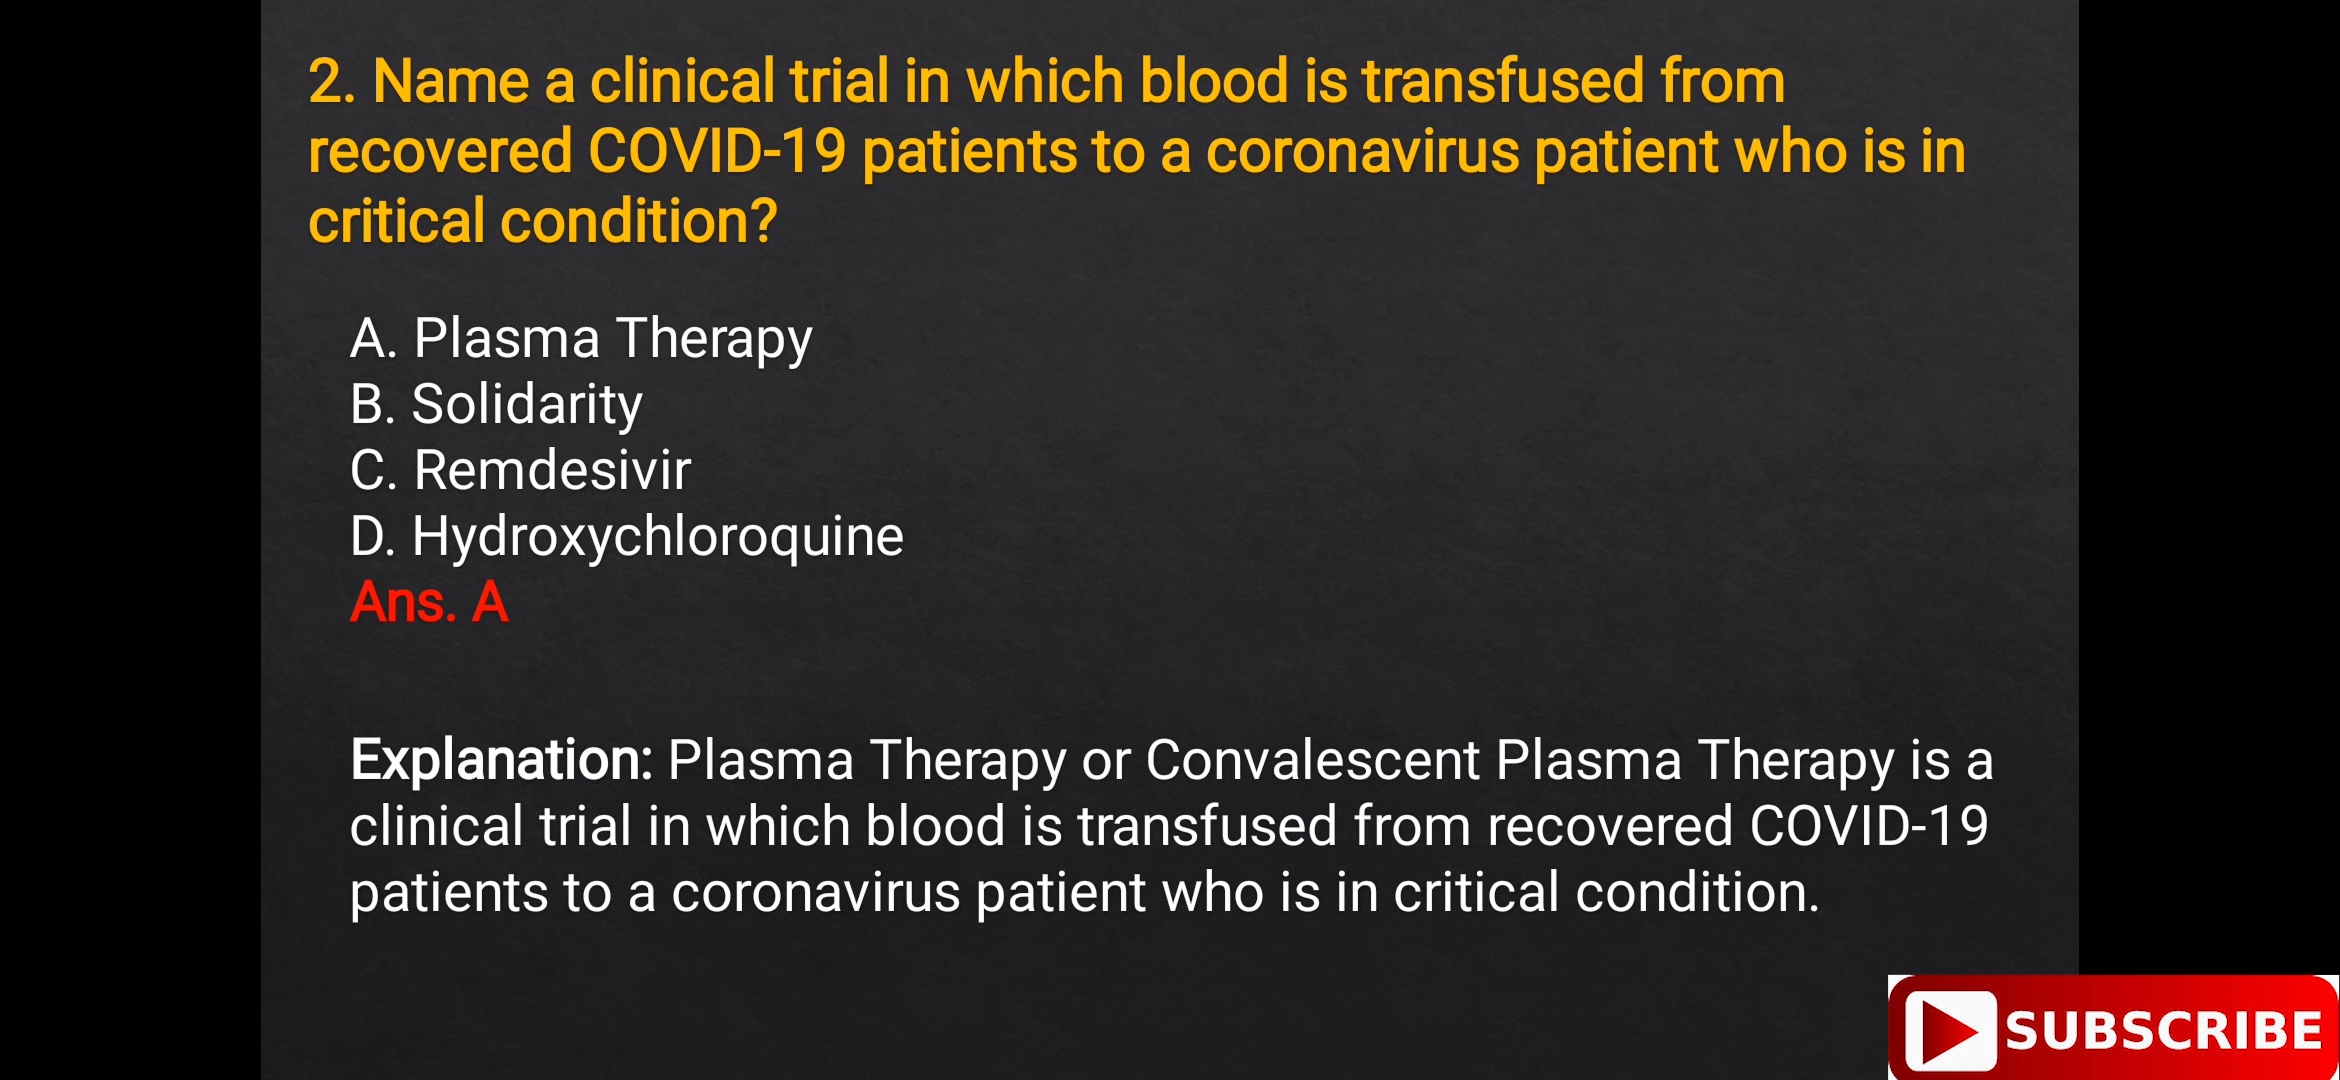 2. Name a clinical trial in which blood is transfused from
recovered COVID-19 patients to a coronavirus patient who is in
critical condition?
A. Plasma Therapy
B. Solidarity
C. Remdesivir
D. Hydroxychloroquine
Ans. A
Explanation: Plasma Therapy or Convalescent Plasma Therapy is a
clinical trial in which blood is transfused from recovered COVID-19
patients to a coronavirus patient who is in critical condition.
SUBSCRIBE